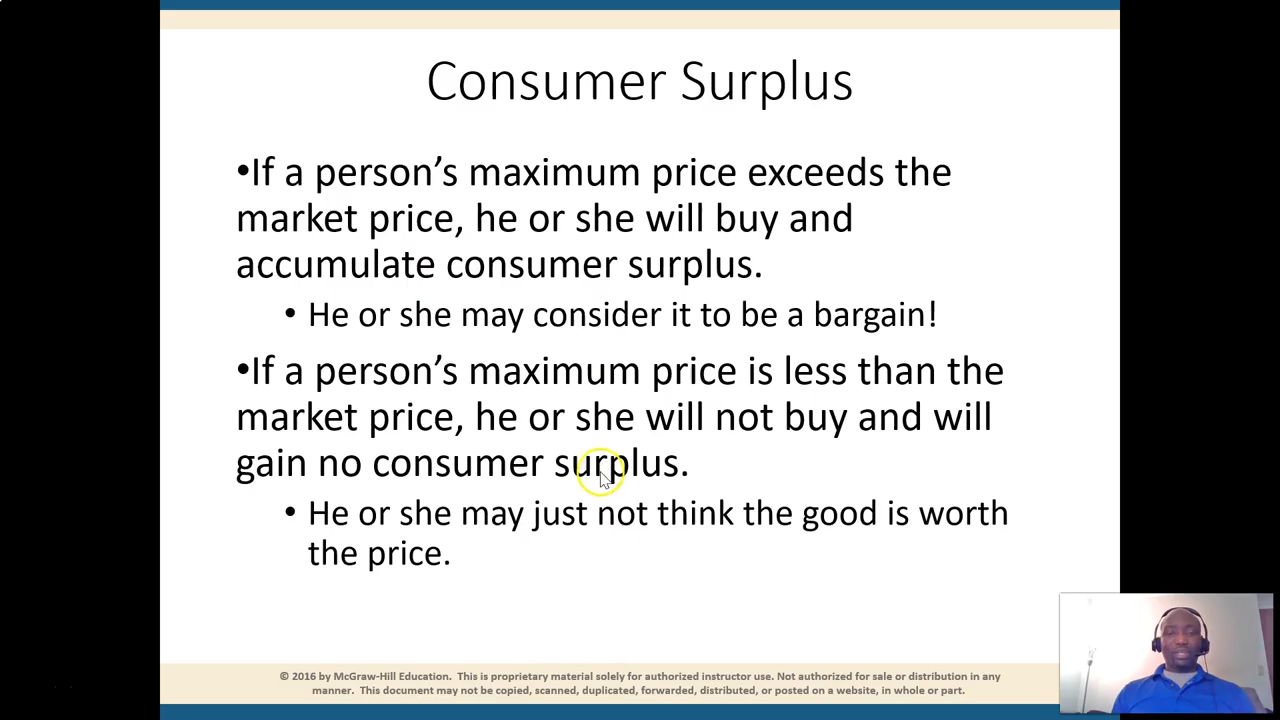 Consumer Surplus
•If a person’s maximum price exceeds the
market price, he or she will buy and
accumulate consumer surplus.
• He or she may consider it to be a bargain!
•If a person’s maximum price is less than the
market price, he or she will not buy and will
gain no consumer surplus.
• He or she may just not think the good is worth
the price.
© 2016 by McGraw-Hill Education. This is proprietary material solely for authorized instructor use. Not authorized for sale or distribution in any
manner. This document may not be copied, scanned, duplicated, forwarded, distributed, or posted on a website, in whole or part.